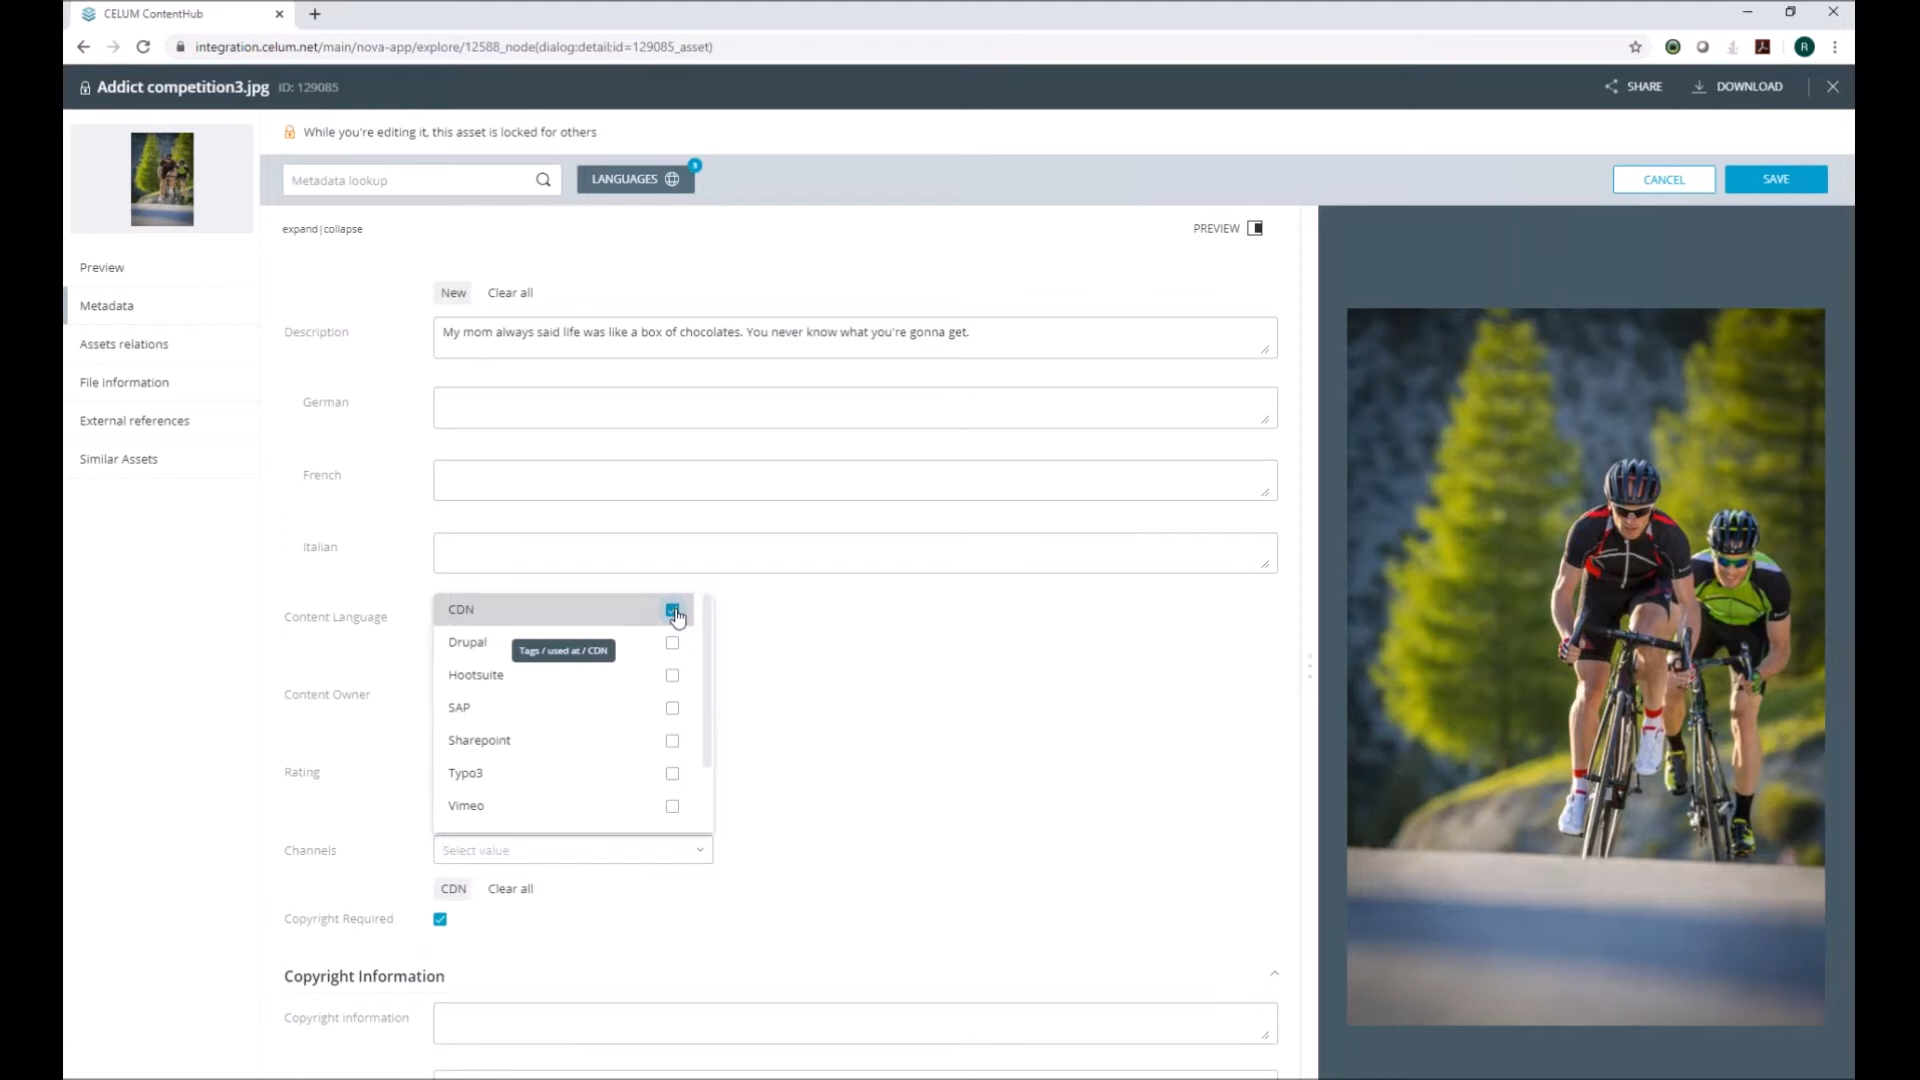 CELUM ContentHub
integration.celum.net/main/nova-app/explore/12588_node(dialog:detail;id=129085_asset)
R
Addict competition3.jpg ID: 129085
SHARE
DOWNLOAD
While you're editing it, this asset is locked for others
Metadata lookup
LANGUAGES
3
CANCEL
SAVE
expand|collapse
PREVIEW
Preview
Metadata
Assets relations
File information
External references
Similar Assets
New Clear all
Description
My mom always said life was like a box of chocolates. You never know what you're gonna get.
German
French
Italian
Content Language
CDN
Drupal
Tags / used at / CDN
Hootsuite
Content Owner
SAP
Sharepoint
Rating
Typo3
Vimeo
Channels
Select value
CDN Clear all
Copyright Required
Copyright Information
Copyright information